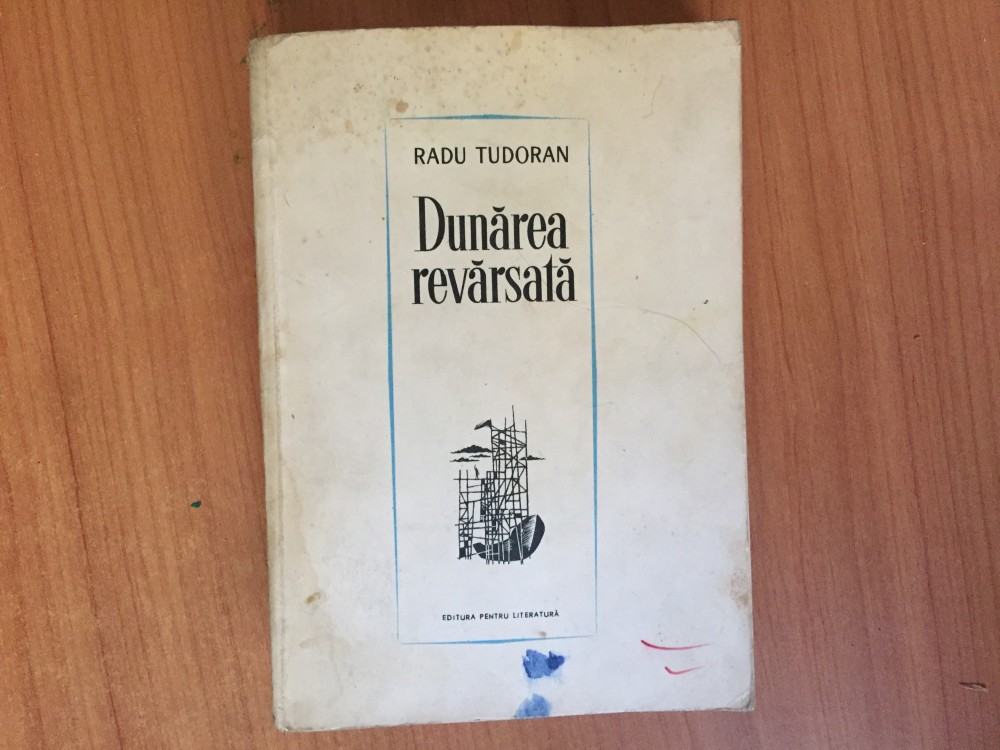 RADU TUDORAN
Dunărea
revărsată
EDITURA PENTRU LITERATURĂ